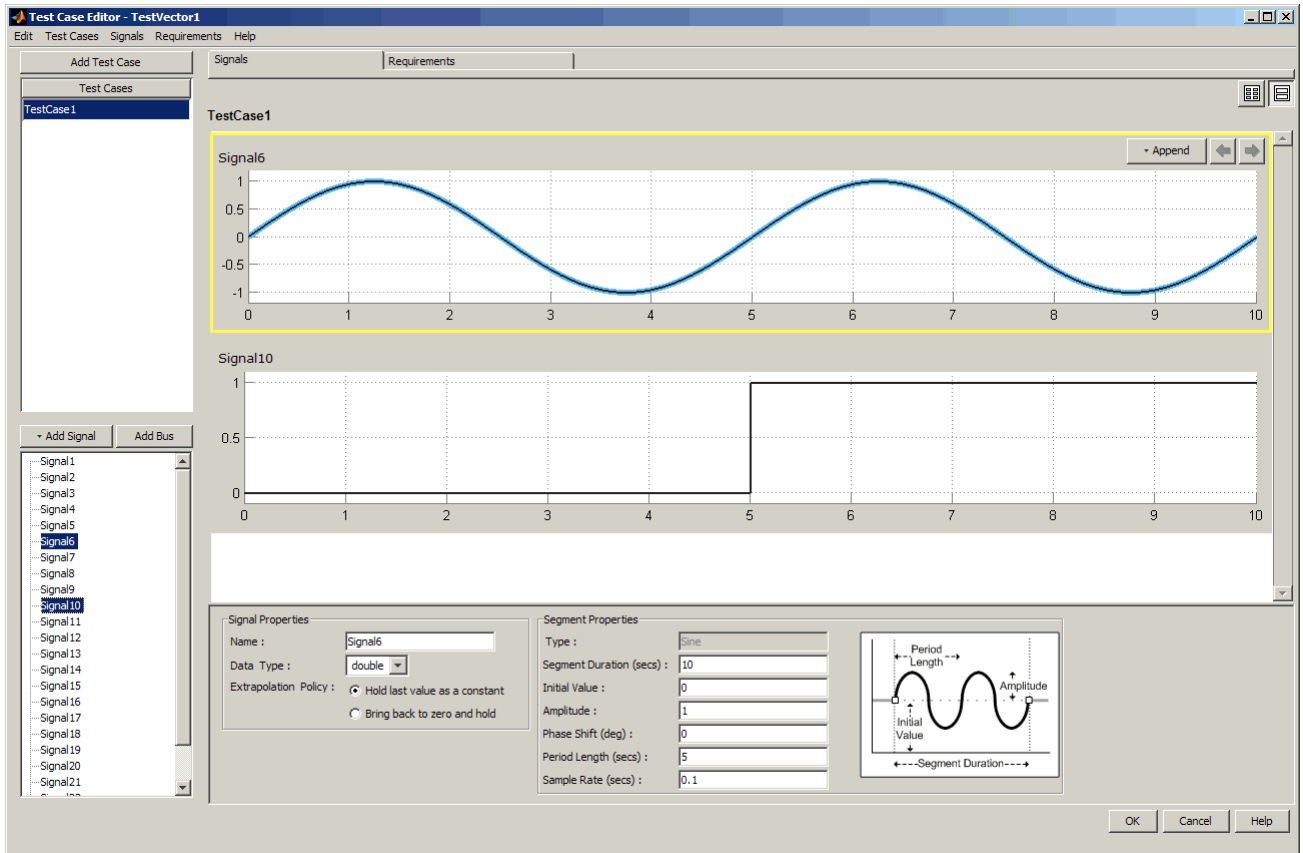 Test Case Editor - TestVector1
Edit Test Cases Signals Requirements Help
Add Test Case
Test Cases
TestCase1
Signals
Requirements
TestCase1
Signal6
Append
1
0.5
0
-0.5
-1
0 1 2 3 4 5 6 7 8 9 10
Signal10
1
0.5
0
0 1 2 3 4 5 6 7 8 9 10
Add Signal
Add Bus
Signal1
Signal2
Signal3
Signal4
Signal5
Signal6
Signal7
Signal8
Signal9
Signal10
Signal11
Signal12
Signal13
Signal14
Signal15
Signal16
Signal17
Signal18
Signal19
Signal20
Signal21
Signal Properties
Name : Signal6
Data Type : double
Extrapolation Policy : Hold last value as a constant
Bring back to zero and hold
Segment Properties
Type : Sine
Segment Duration (secs) : 10
Initial Value : 0
Amplitude : 1
Phase Shift (deg) : 0
Period Length (secs) : 5
Sample Rate (secs) : 0.1
Period
Length
Amplitude
Initial
Value
Segment Duration
OK
Cancel
Help